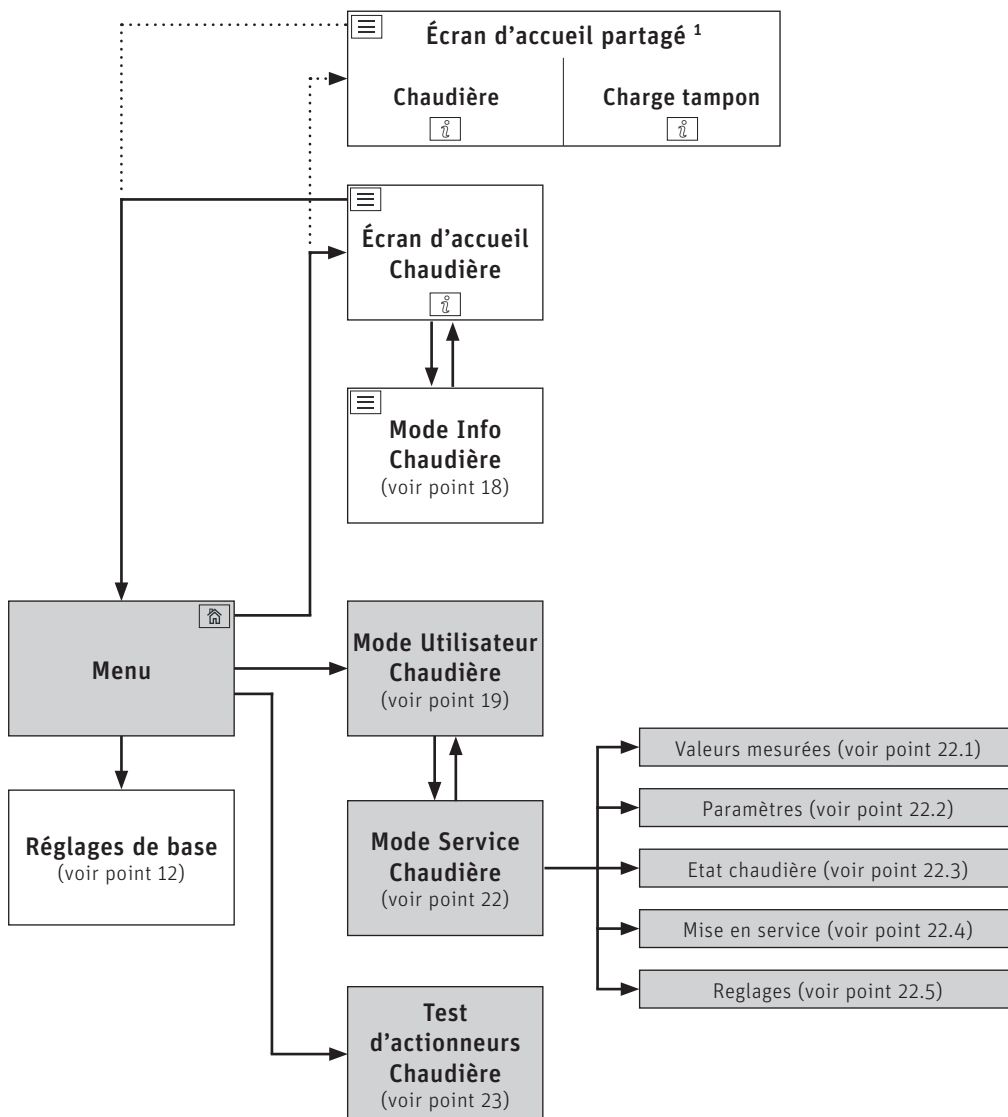 Écran d'accueil partagé 1
Chaudière
Charge tampon
i
i
Écran d'accueil
Chaudière
i
Mode Info
Chaudière
(voir point 18)
Menu
Mode Utilisateur
Chaudière
(voir point 19)
Réglages de base
(voir point 12)
Mode Service
Chaudière
(voir point 22)
Valeurs mesurées (voir point 22.1)
Paramètres (voir point 22.2)
Etat chaudière (voir point 22.3)
Mise en service (voir point 22.4)
Reglages (voir point 22.5)
Test
d'actionneurs
Chaudière
(voir point 23)